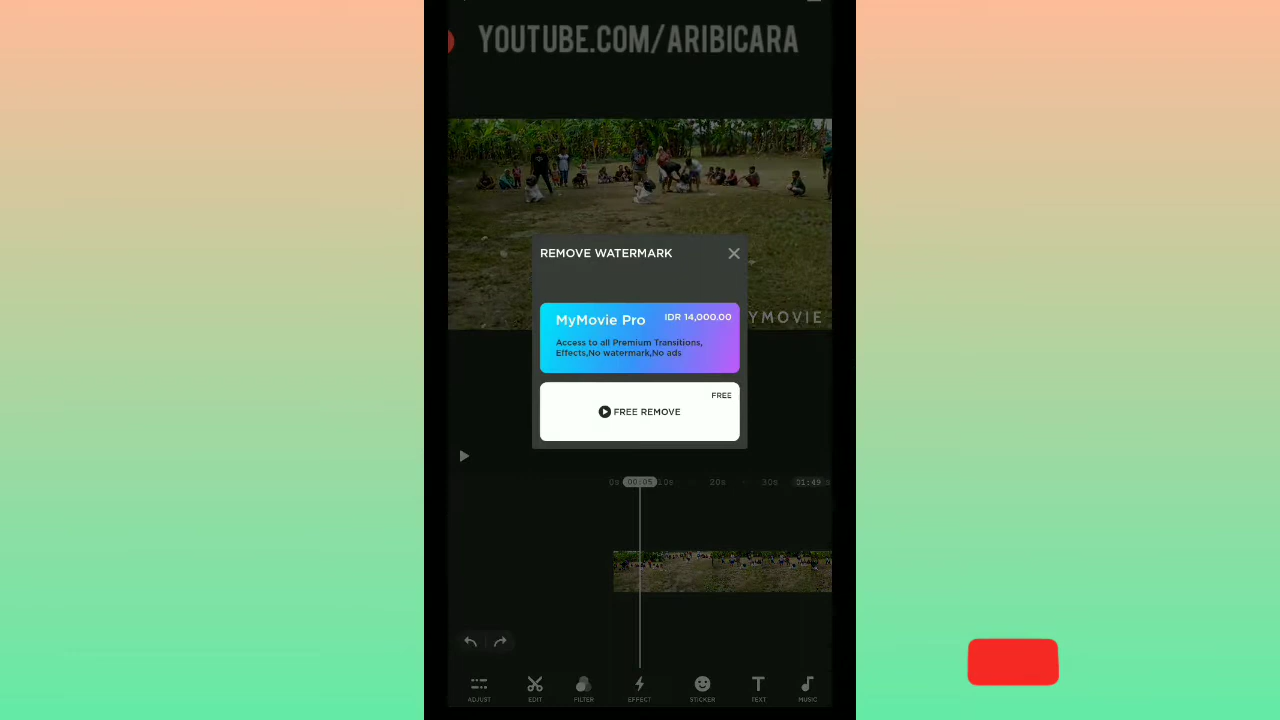 YOUTUBE.COM/ARIBICARA
REMOVE WATERMARK
MyMovie Pro
IDR 14,000.00
Access to all Premium Transitions,
Effects,No watermark,No ads
YMOVIE
FREE
FREE REMOVE
0s 00:05 10s 20s 30s 01:49 s
ADJUST EDIT FILTER EFFECT STICKER TEXT MUSIC